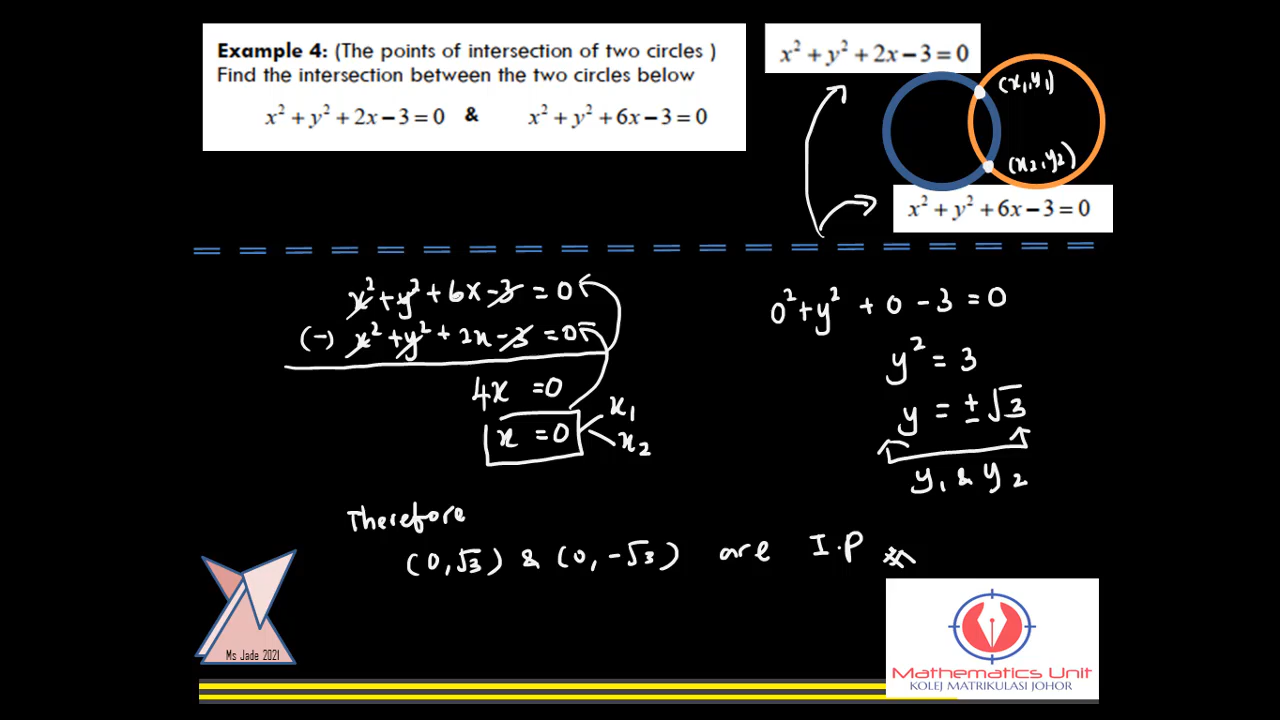 Example 4: (The points of intersection of two circles )
Find the intersection between the two circles below
x² + y² + 2x − 3 = 0 & x² + y² + 6x − 3 = 0
x² + y² + 2x − 3 = 0
(x₁,y₁)
(x₂,y₂)
x² + y² + 6x − 3 = 0
x² + y² + 6x − 3 = 0
(−) x² + y² + 2x − 3 = 0
4x = 0
x = 0
x₁
x₂
0² + y² + 0 − 3 = 0
y² = 3
y = ± √3
y₁ & y₂
Therefore
(0, √3) & (0, −√3) are I.P #
Ms Jade 2021
Mathematics Unit
KOLEJ MATRIKULASI JOHOR